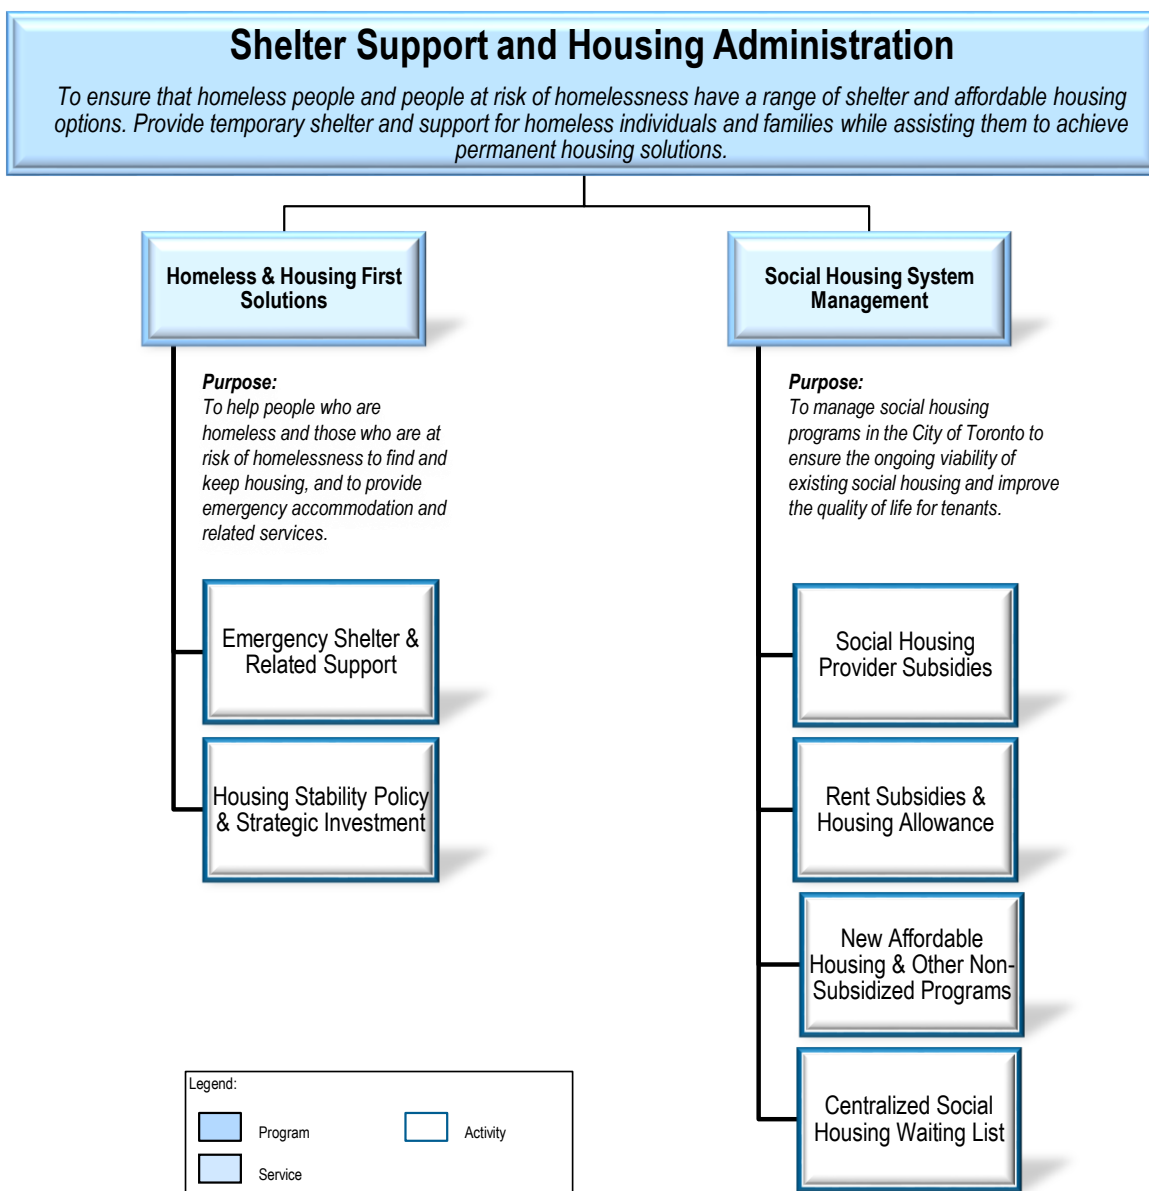 Shelter Support and Housing Administration
To ensure that homeless people and people at risk of homelessness have a range of shelter and affordable housing
options. Provide temporary shelter and support for homeless individuals and families while assisting them to achieve
permanent housing solutions.
Homeless & Housing First
Solutions
Purpose:
To help people who are
homeless and those who are at
risk of homelessness to find and
keep housing, and to provide
emergency accommodation and
related services.
Emergency Shelter &
Related Support
Housing Stability Policy
& Strategic Investment
Social Housing System
Management
Purpose:
To manage social housing
programs in the City of Toronto to
ensure the ongoing viability of
existing social housing and improve
the quality of life for tenants.
Social Housing
Provider Subsidies
Rent Subsidies &
Housing Allowance
New Affordable
Housing & Other Non-
Subsidized Programs
Centralized Social
Housing Waiting List
Legend:
Program
Activity
Service